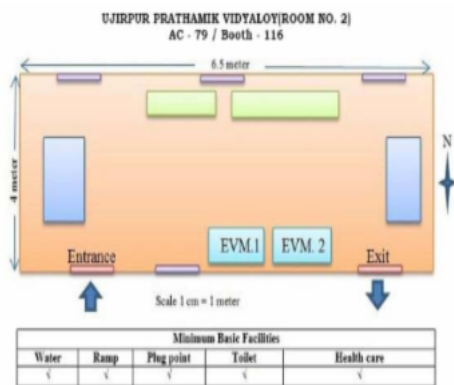 UJIRPUR PRATHAMIK VIDYALOY(ROOM NO. 2)
AC - 79 / Booth - 116
6.5 meter
4 meter
N
EVM.1
EVM. 2
Entrance
Exit
Scale 1 cm = 1 meter
Minimum Basic Facilities
Water Ramp Plug point Toilet Health care
√ √ √ √ √